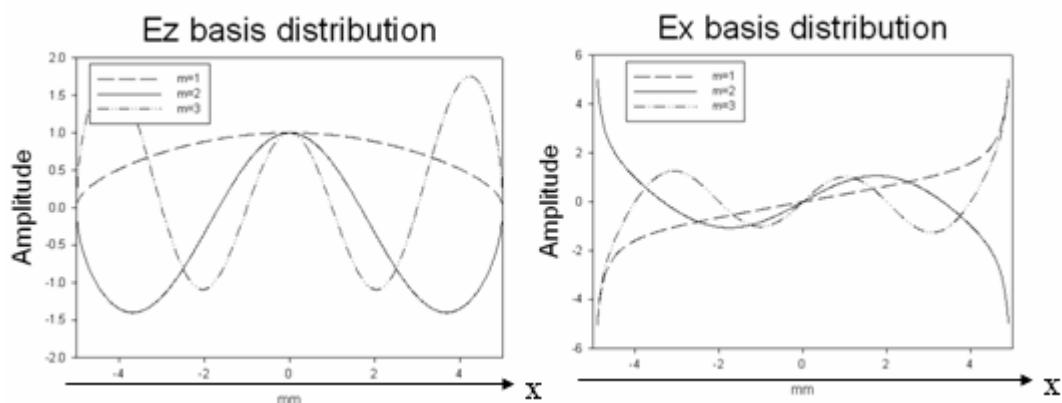 Ez basis distribution
Amplitude
2.0
1.5
1.0
0.5
0.0
-0.5
-1.0
-1.5
-2.0
m=1
m=2
m=3
-4
-2
0
2
4
mm
x
Ex basis distribution
Amplitude
6
4
2
0
-2
-4
-6
m=1
m=2
m=3
-4
-2
0
2
4
mm
x